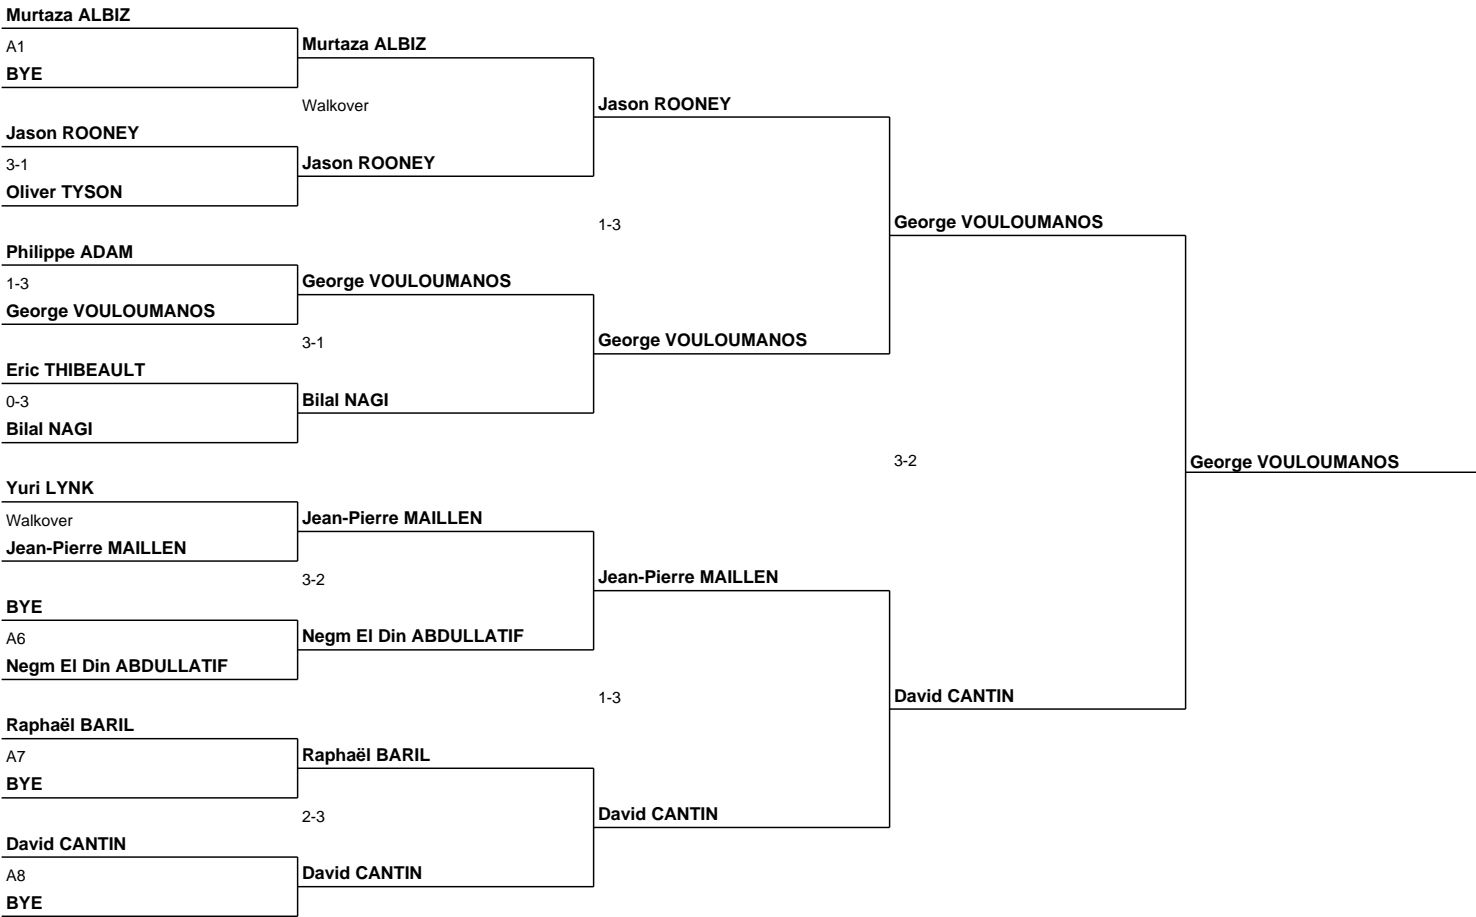 Murtaza ALBIZ
A1
BYE
Jason ROONEY
3-1
Oliver TYSON
Philippe ADAM
1-3
George VOULOUMANOS
Eric THIBEAULT
0-3
Bilal NAGI
Yuri LYNK
Walkover
Jean-Pierre MAILLEN
BYE
A6
Negm El Din ABDULLATIF
Raphaël BARIL
A7
BYE
David CANTIN
A8
BYE
Murtaza ALBIZ
Walkover
Jason ROONEY
George VOULOUMANOS
3-1
Bilal NAGI
Jean-Pierre MAILLEN
3-2
Negm El Din ABDULLATIF
Raphaël BARIL
2-3
David CANTIN
Jason ROONEY
1-3
George VOULOUMANOS
Jean-Pierre MAILLEN
1-3
David CANTIN
George VOULOUMANOS
3-2
David CANTIN
George VOULOUMANOS